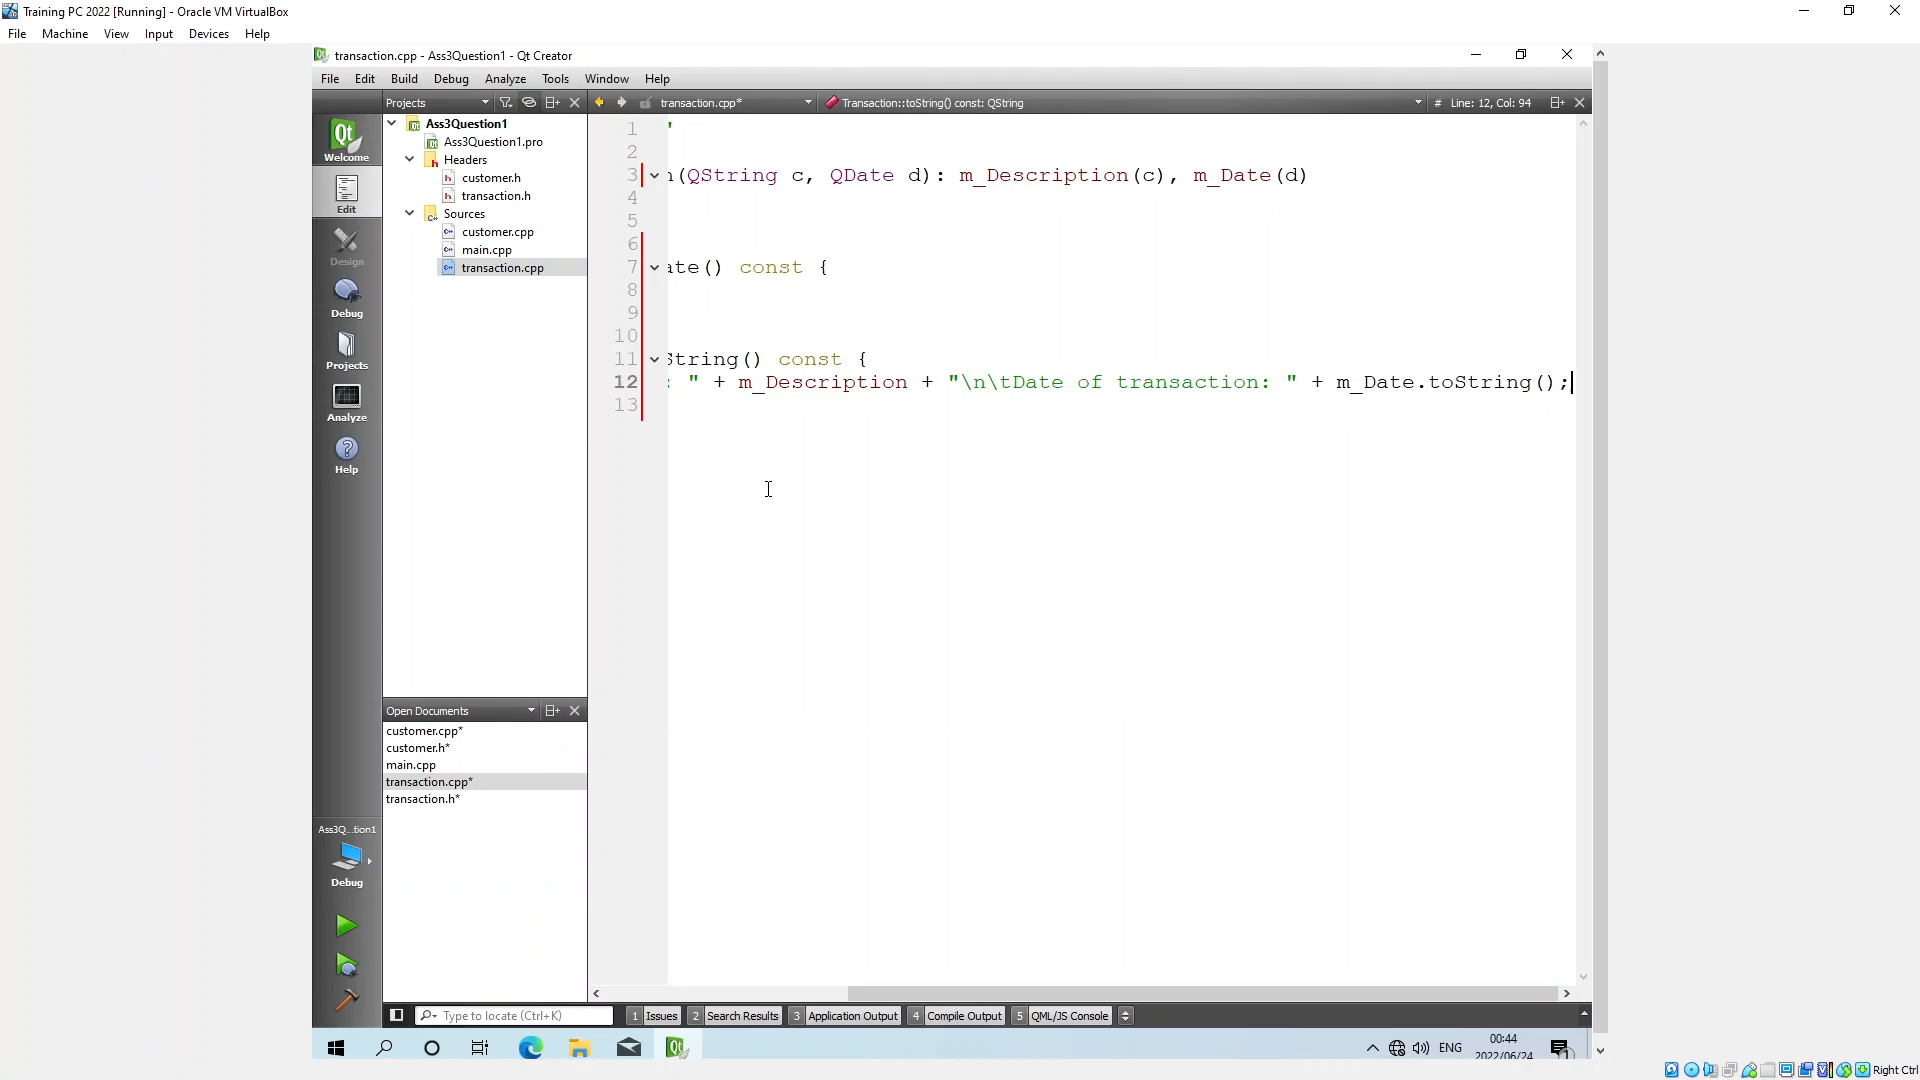 Training PC 2022 [Running] - Oracle VM VirtualBox
File Machine View Input Devices Help
transaction.cpp - Ass3Question1 - Qt Creator
File Edit Build Debug Analyze Tools Window Help
Projects
transaction.cpp*
Transaction::toString() const: QString
# Line: 12, Col: 94
Welcome
Edit
Design
Debug
Projects
Analyze
Help
Ass3Question1
Ass3Question1.pro
Headers
customer.h
transaction.h
Sources
customer.cpp
main.cpp
transaction.cpp
1 "
2
3 n(QString c, QDate d): m_Description(c), m_Date(d)
4
5
6
7 ate() const {
8
9
10
11 String() const {
12 : " + m_Description + "\n\tDate of transaction: " + m_Date.toString();
13
Open Documents
customer.cpp*
customer.h*
main.cpp
transaction.cpp*
transaction.h*
Ass3Q...tion1
Debug
Type to locate (Ctrl+K)
1 Issues 2 Search Results 3 Application Output 4 Compile Output 5 QML/JS Console
ENG
00:44
2022/06/24
1
Right Ctrl